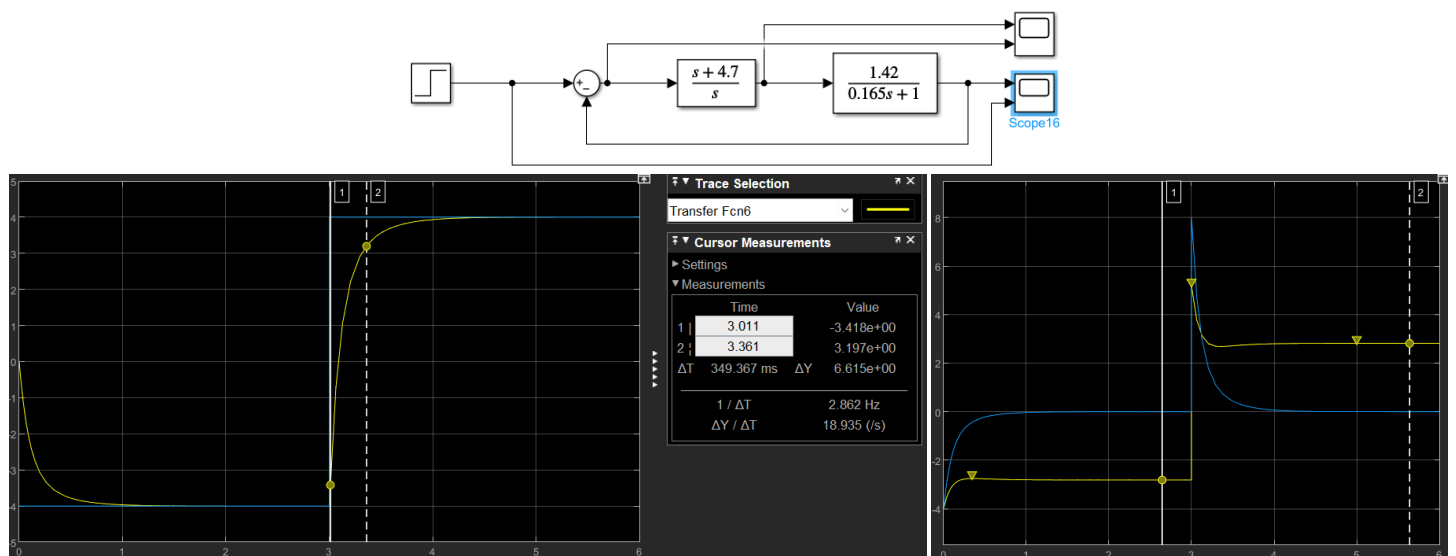 +
−
s + 4.7
s
1.42
0.165s + 1
Scope16
5
4
3
2
1
0
-1
-2
-3
-4
-5
0
1
2
3
4
5
6
1
2
Trace Selection
Transfer Fcn6
Cursor Measurements
Settings
Measurements
Time Value
1 | 3.011 -3.418e+00
2 ¦ 3.361 3.197e+00
ΔT 349.367 ms ΔY 6.615e+00
1 / ΔT 2.862 Hz
ΔY / ΔT 18.935 (/s)
8
6
4
2
0
-2
-4
0
1
2
3
4
5
6
1
2